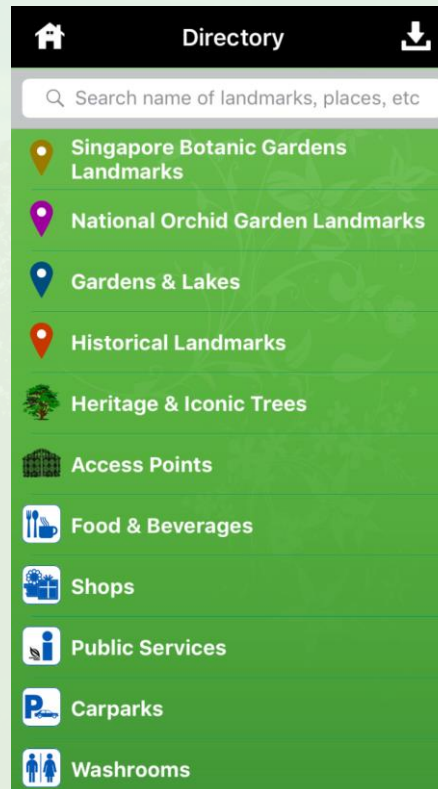 Directory
Search name of landmarks, places, etc
Singapore Botanic Gardens
Landmarks
National Orchid Garden Landmarks
Gardens & Lakes
Historical Landmarks
Heritage & Iconic Trees
Access Points
Food & Beverages
Shops
Public Services
P Carparks
Washrooms